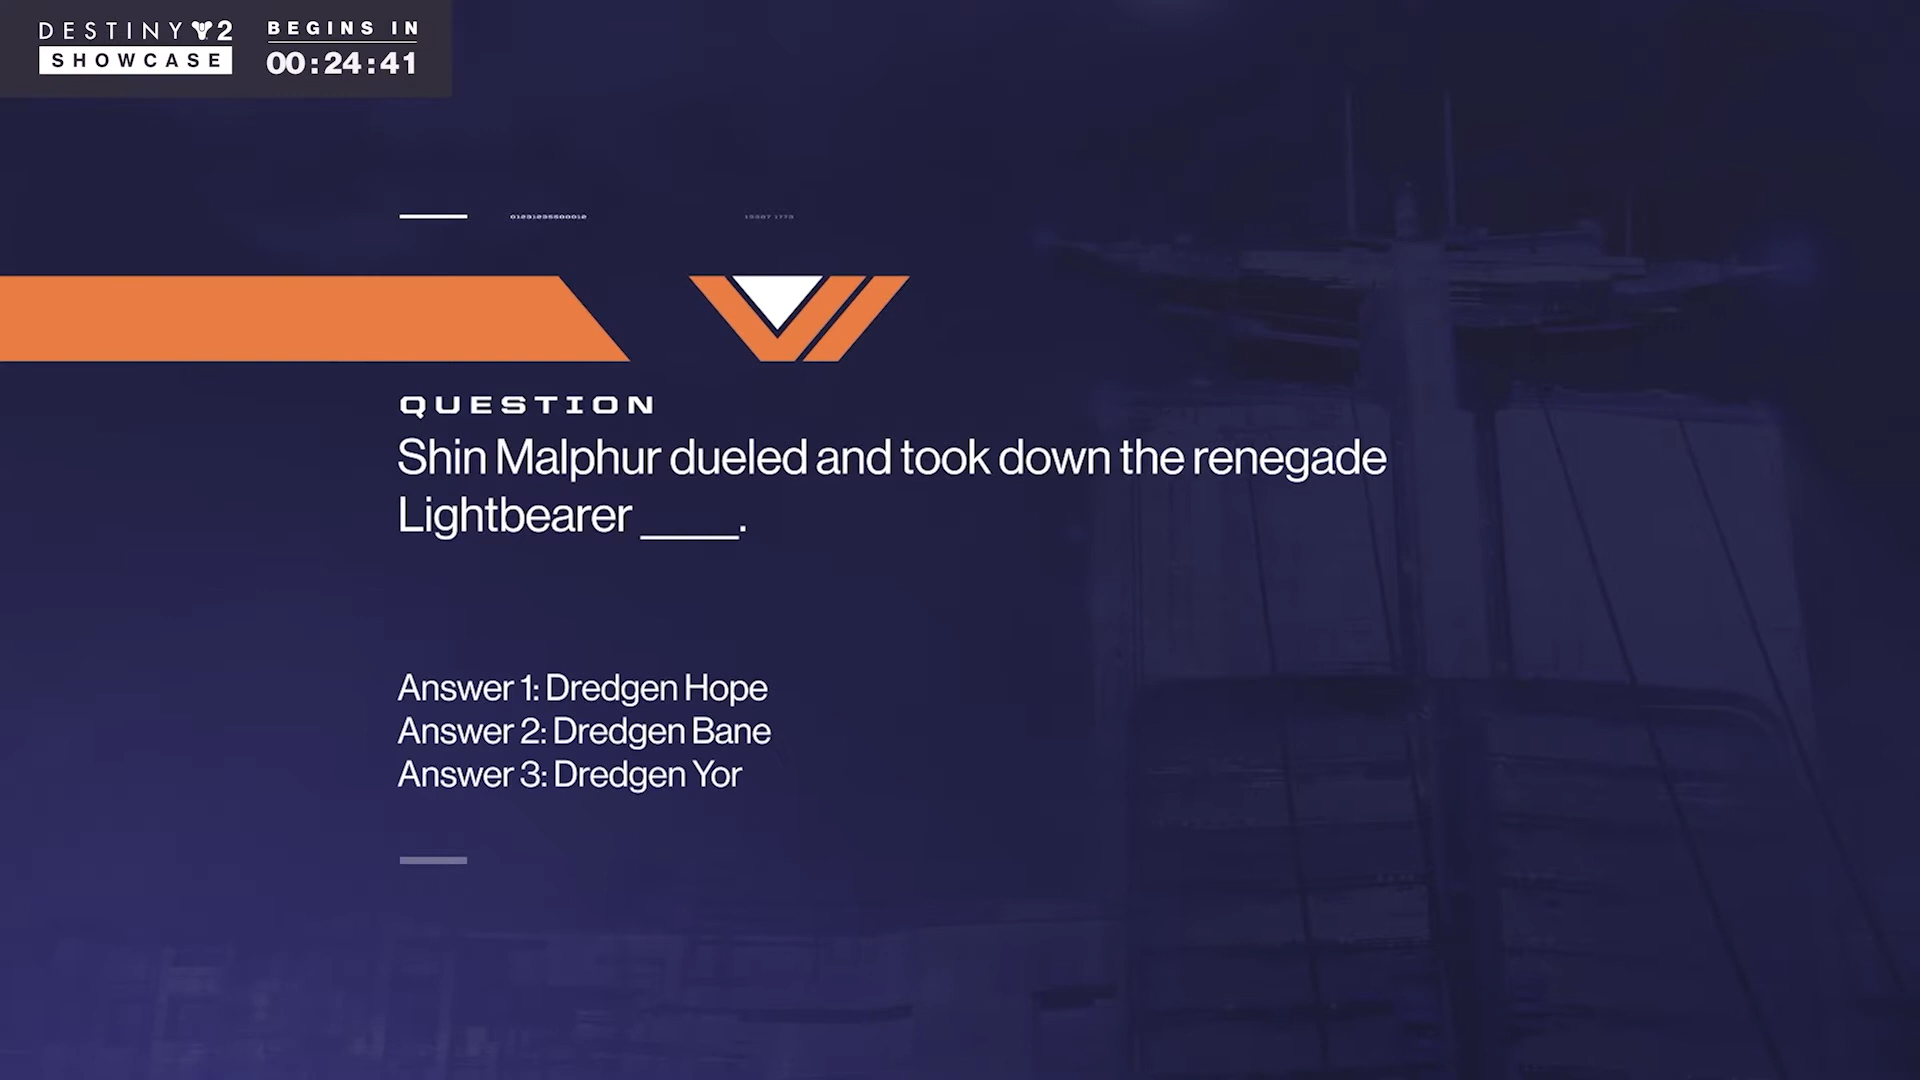 DESTINY 2
SHOWCASE
BEGINS IN
00:24:41
QUESTION
Shin Malphur dueled and took down the renegade
Lightbearer ____.
Answer 1: Dredgen Hope
Answer 2: Dredgen Bane
Answer 3: Dredgen Yor